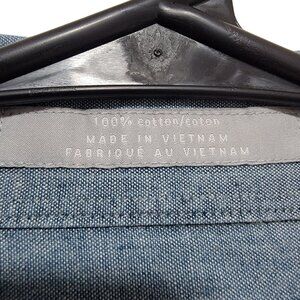 100% cotton/coton
MADE IN VIETNAM
FABRIQUÉ AU VIETNAM